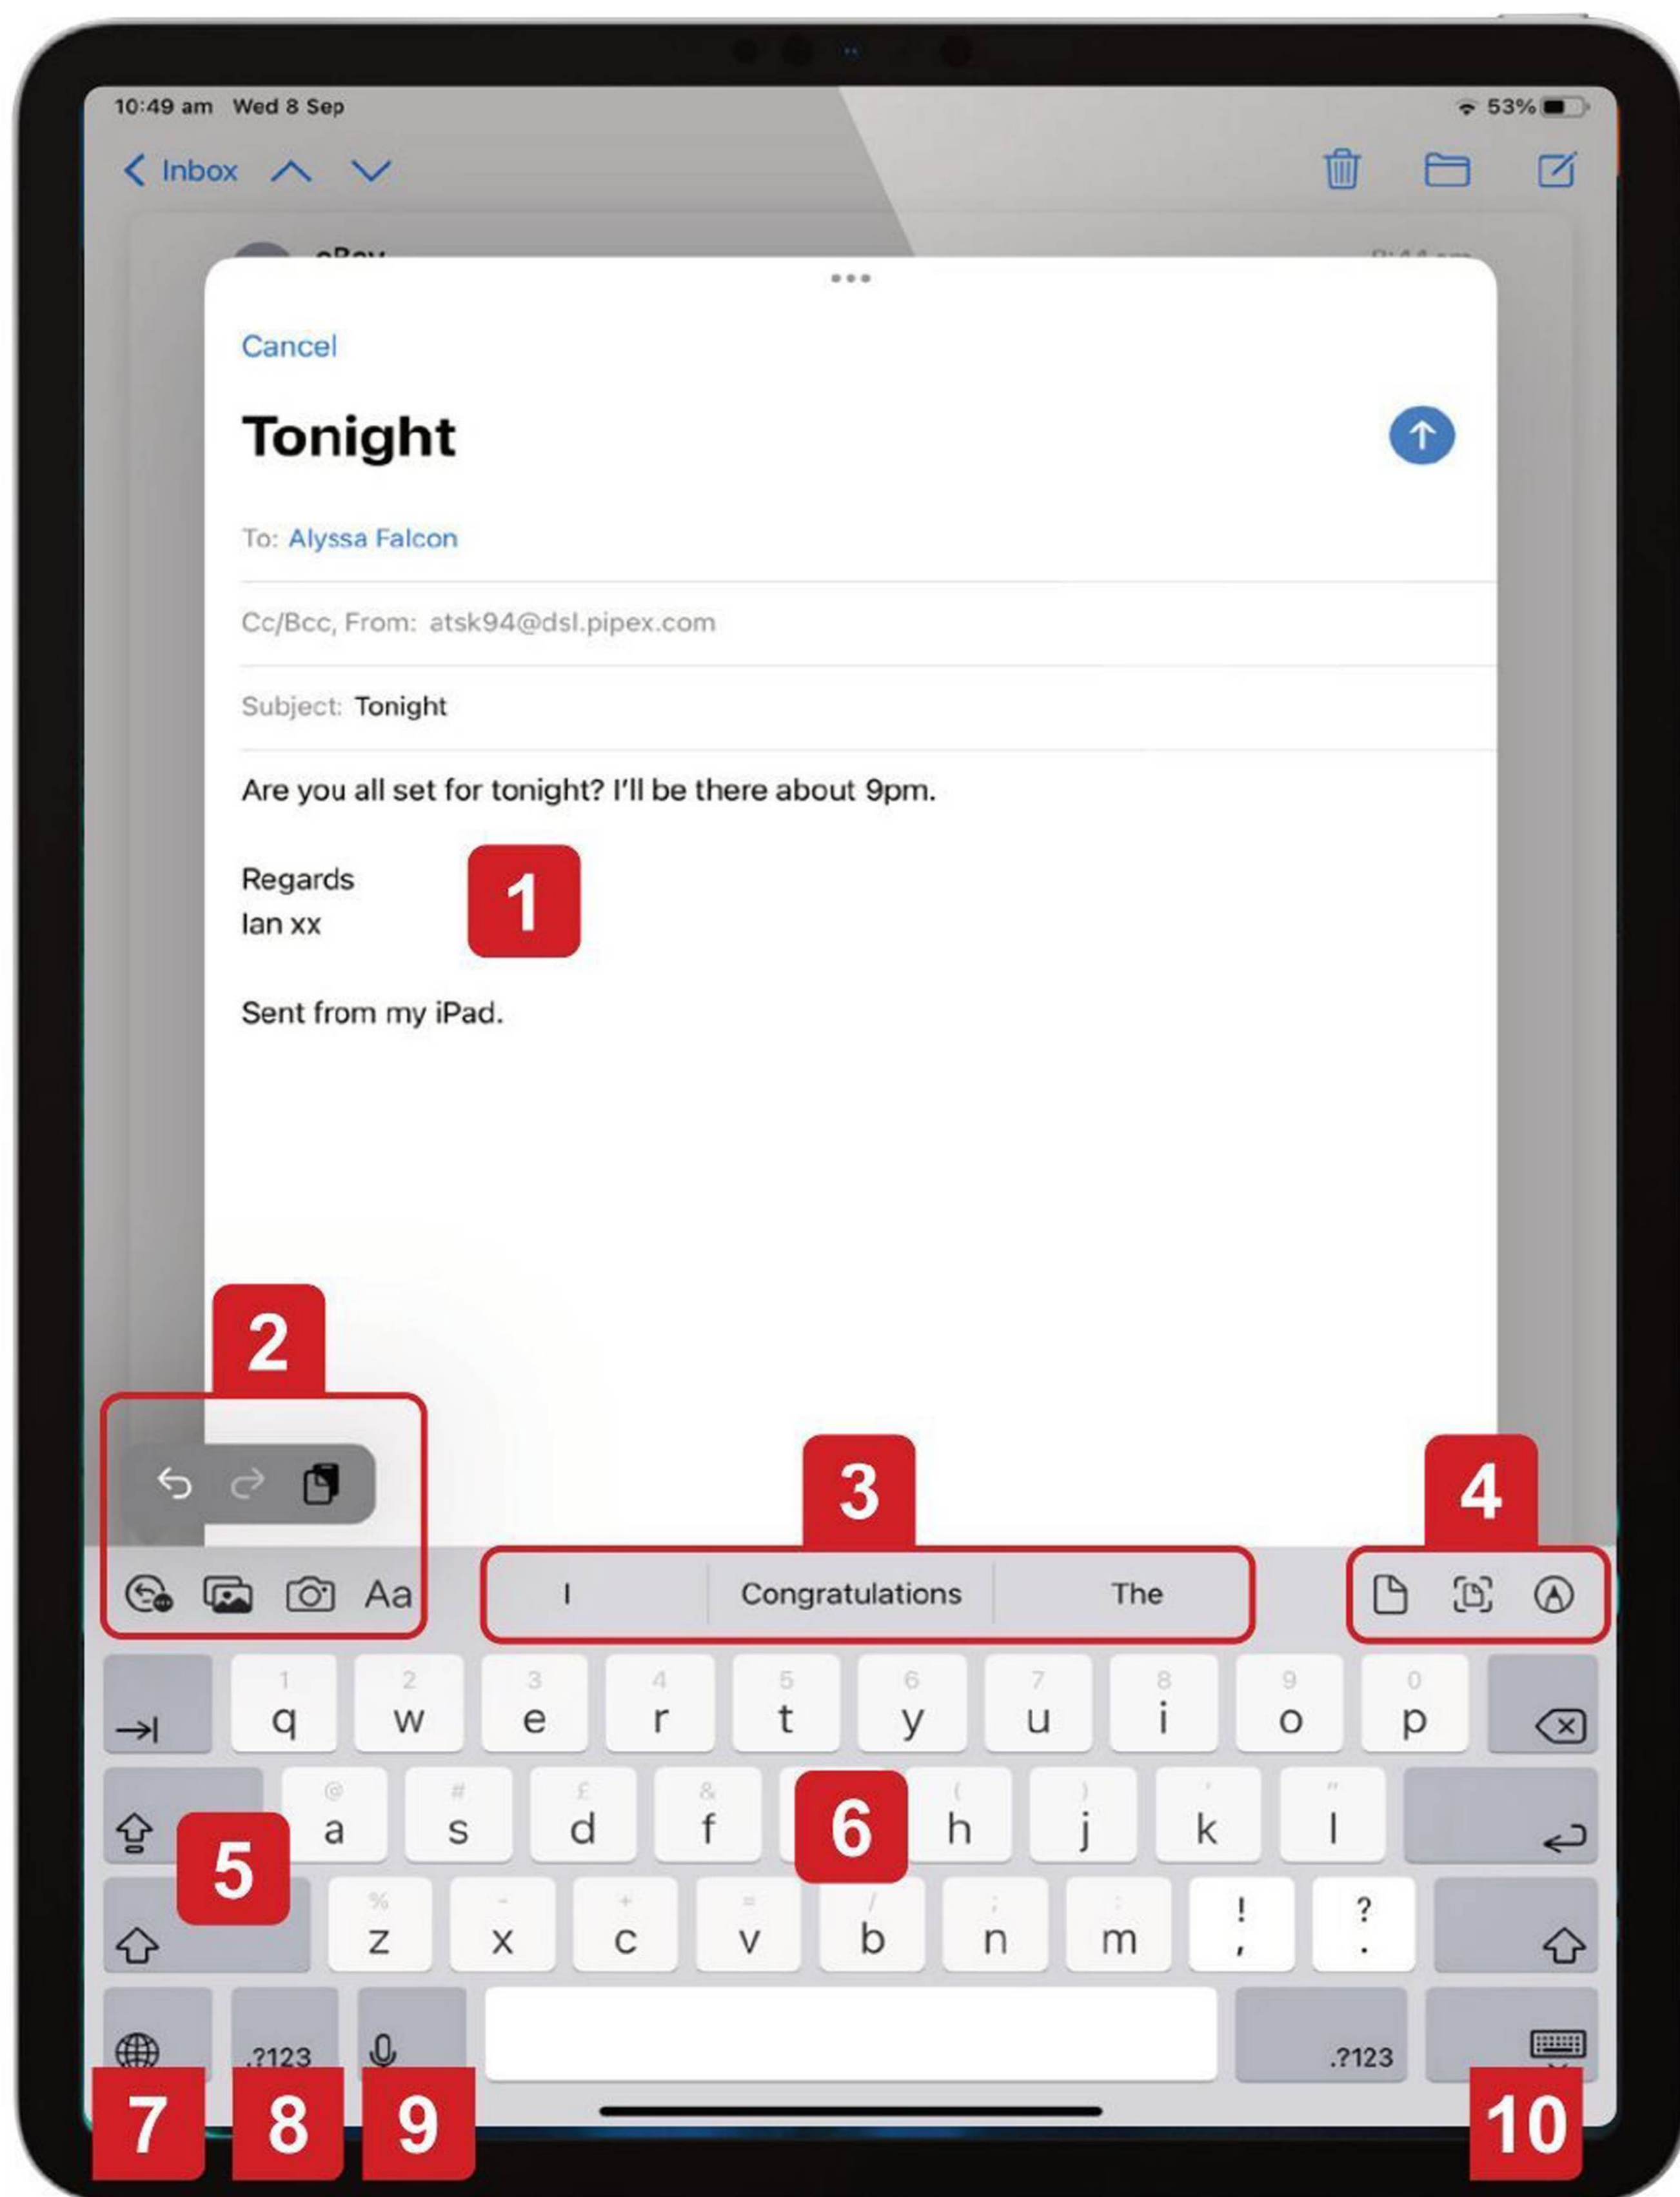 10:49 am Wed 8 Sep 53%
Inbox
Cancel
Tonight
To: Alyssa Falcon
Cc/Bcc, From: atsk94@dsl.pipex.com
Subject: Tonight
Are you all set for tonight? I'll be there about 9pm.
Regards
1
Ian xx
Sent from my iPad.
2
3
4
Aa I Congratulations The
1 2 3 4 5 6 7 8 9 0
q w e r t y u i o p
@ # £ & ( ) ' "
a s d f 6 h j k l
5
% - + = / ; : ! ?
z x c v b n m , .
.?123 .?123
7 8 9 10